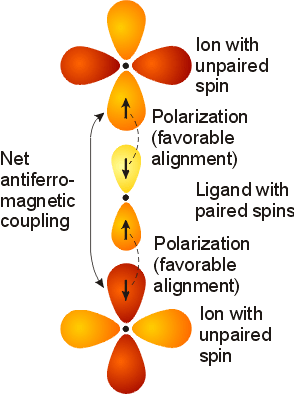 Ion with
unpaired
spin
Polarization
(favorable
alignment)
Net
antiferro-
magnetic
coupling
Ligand with
paired spins
Polarization
(favorable
alignment)
Ion with
unpaired
spin